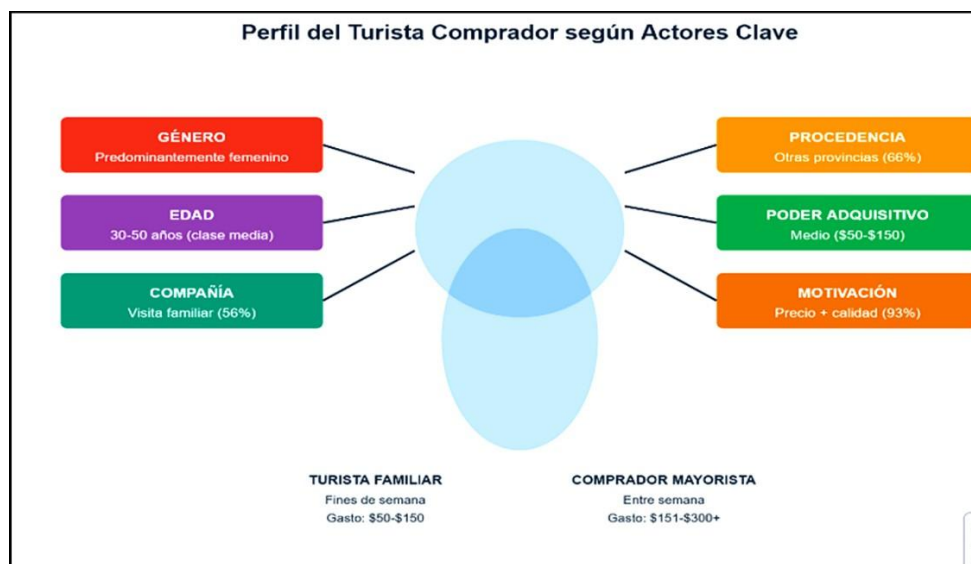 Perfil del Turista Comprador según Actores Clave
GÉNERO
Predominantemente femenino
EDAD
30-50 años (clase media)
COMPAÑÍA
Visita familiar (56%)
PROCEDENCIA
Otras provincias (66%)
PODER ADQUISITIVO
Medio ($50-$150)
MOTIVACIÓN
Precio + calidad (93%)
TURISTA FAMILIAR
Fines de semana
Gasto: $50-$150
COMPRADOR MAYORISTA
Entre semana
Gasto: $151-$300+